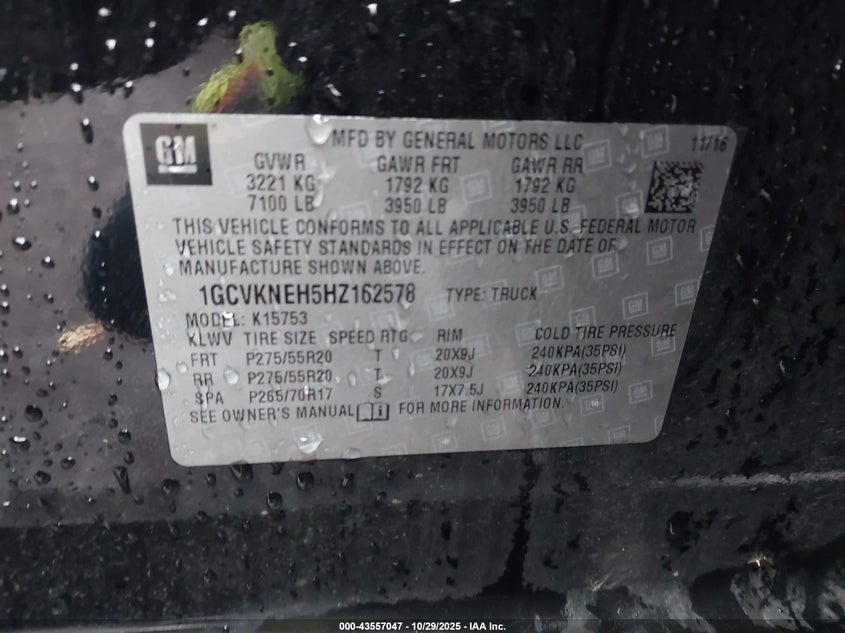 GM
MFD BY GENERAL MOTORS LLC 11/16
GVWR GAWR FRT GAWR RR
3221 KG 1792 KG 1792 KG
7100 LB 3950 LB 3950 LB
THIS VEHICLE CONFORMS TO ALL APPLICABLE U.S. FEDERAL MOTOR
VEHICLE SAFETY STANDARDS IN EFFECT ON THE DATE OF
MANUFACTURE SHOWN ABOVE.
1GCVKNEH5HZ162578 TYPE: TRUCK
MODEL: K15753
KLWV TIRE SIZE SPEED RTG RIM COLD TIRE PRESSURE
FRT P275/55R20 T 20X9J 240KPA(35PSI)
RR P275/55R20 T 20X9J 240KPA(35PSI)
SPA P265/70R17 S 17X7.5J 240KPA(35PSI)
SEE OWNER'S MANUAL FOR MORE INFORMATION.
000-43557047 - 10/29/2025 - IAA Inc.